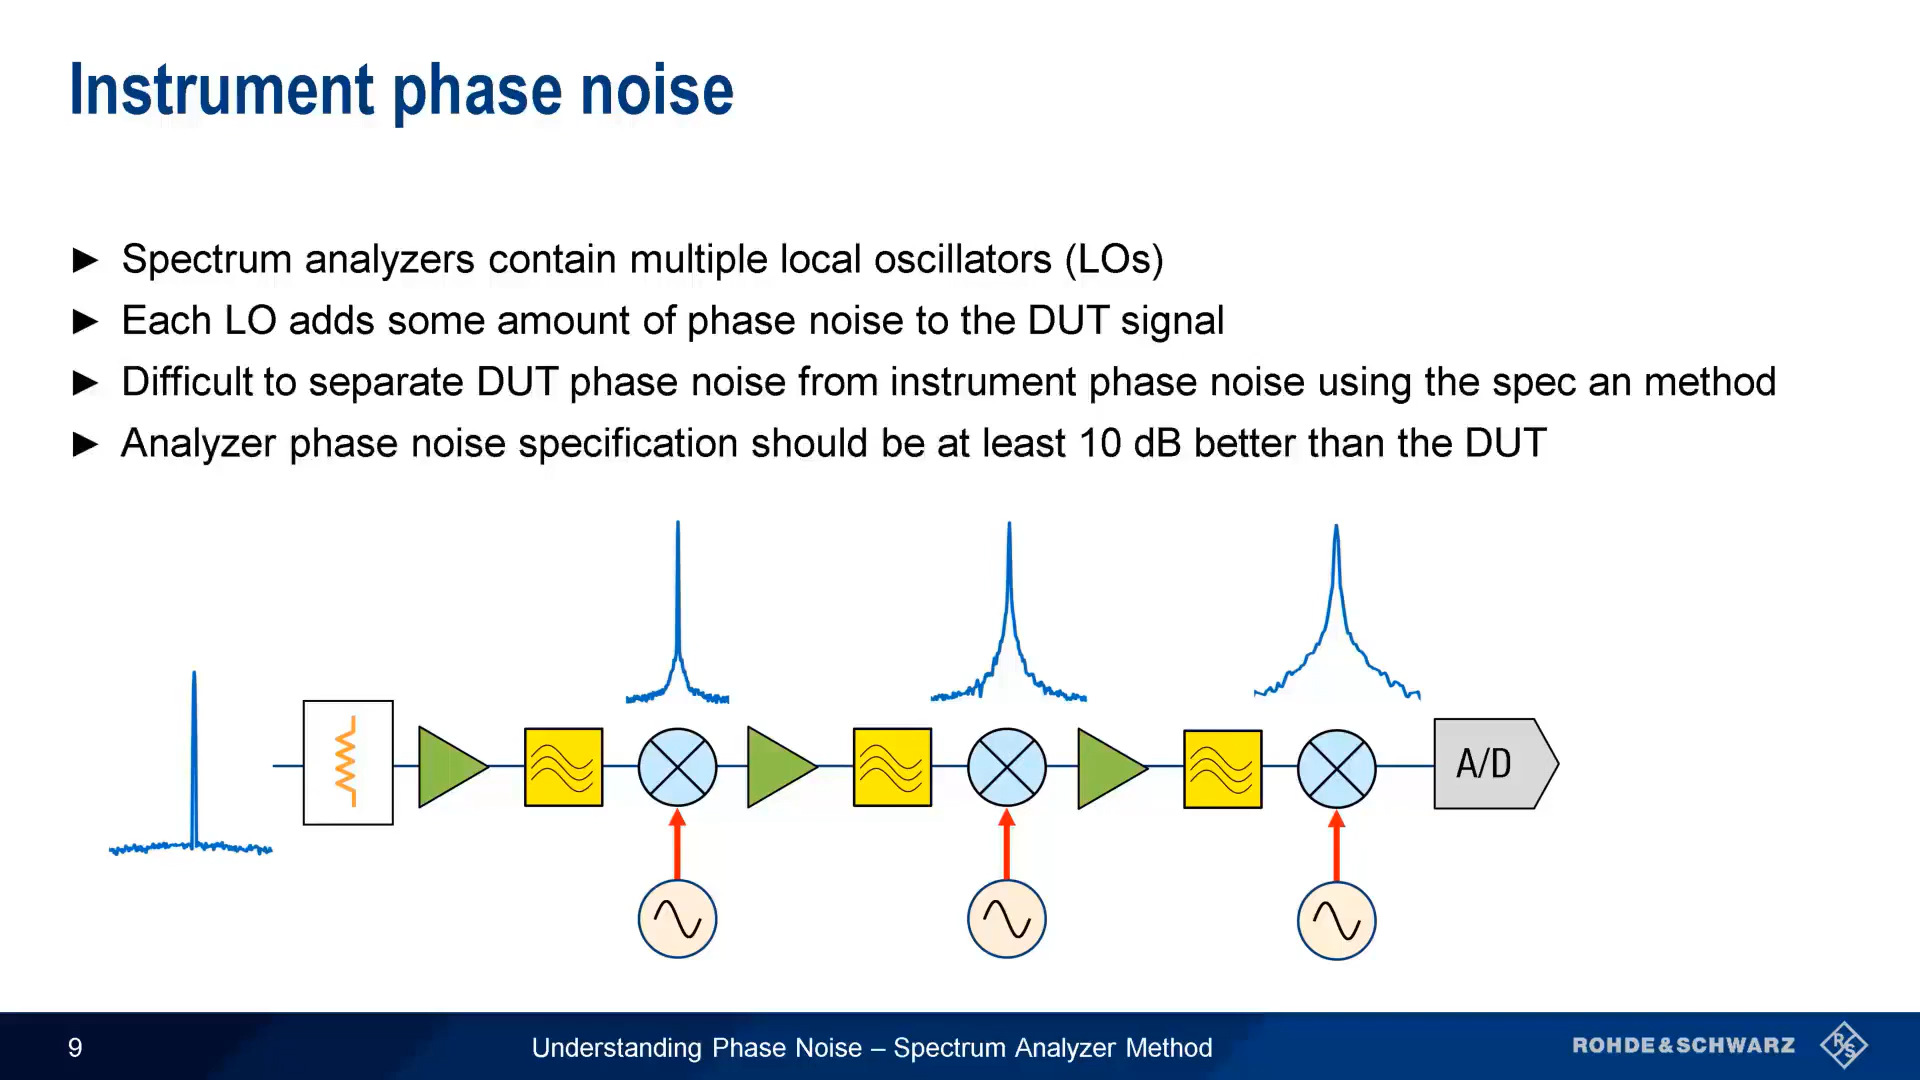 Instrument phase noise
► Spectrum analyzers contain multiple local oscillators (LOs)
► Each LO adds some amount of phase noise to the DUT signal
► Difficult to separate DUT phase noise from instrument phase noise using the spec an method
► Analyzer phase noise specification should be at least 10 dB better than the DUT
A/D
9
Understanding Phase Noise – Spectrum Analyzer Method
ROHDE&SCHWARZ
R&S